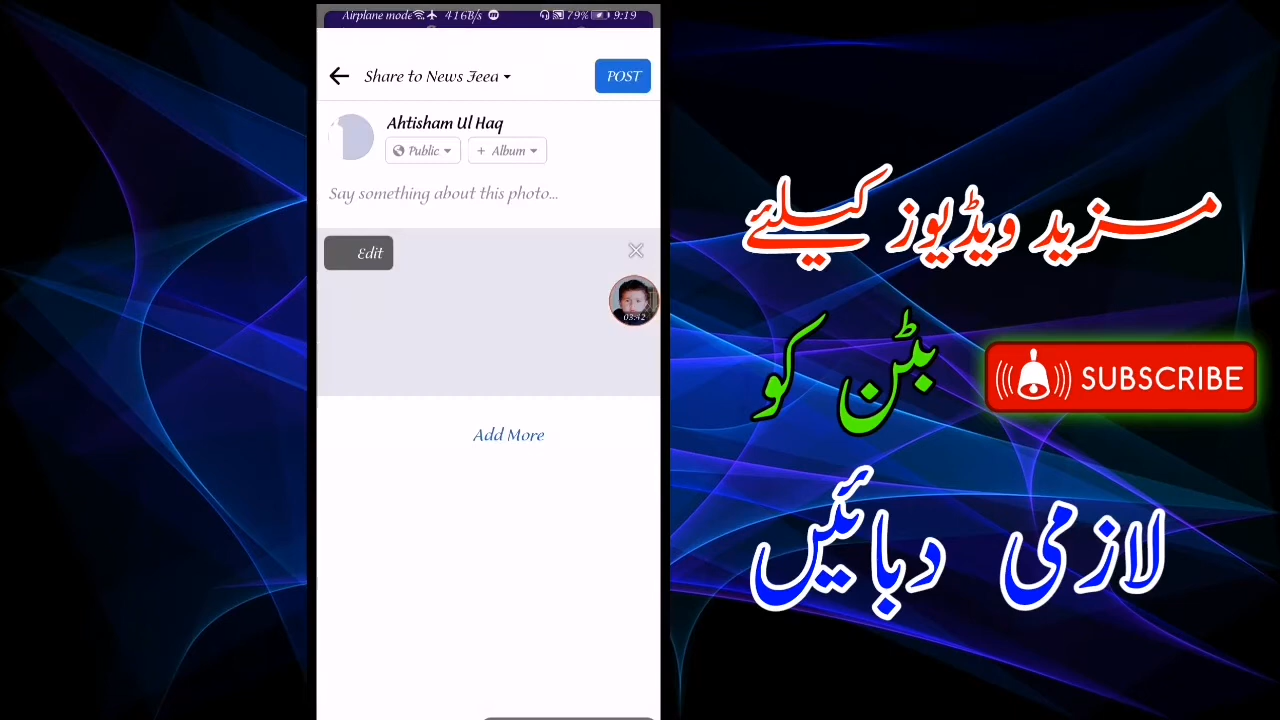 Airplane mode 416B/s 79% 9:19
Share to News Feea
POST
Ahtisham Ul Haq
Public
+ Album
Say something about this photo...
Edit
03:42
Add More
مزید ویڈیوز کیلئے
بٹن کو
SUBSCRIBE
لازمی دبائیں